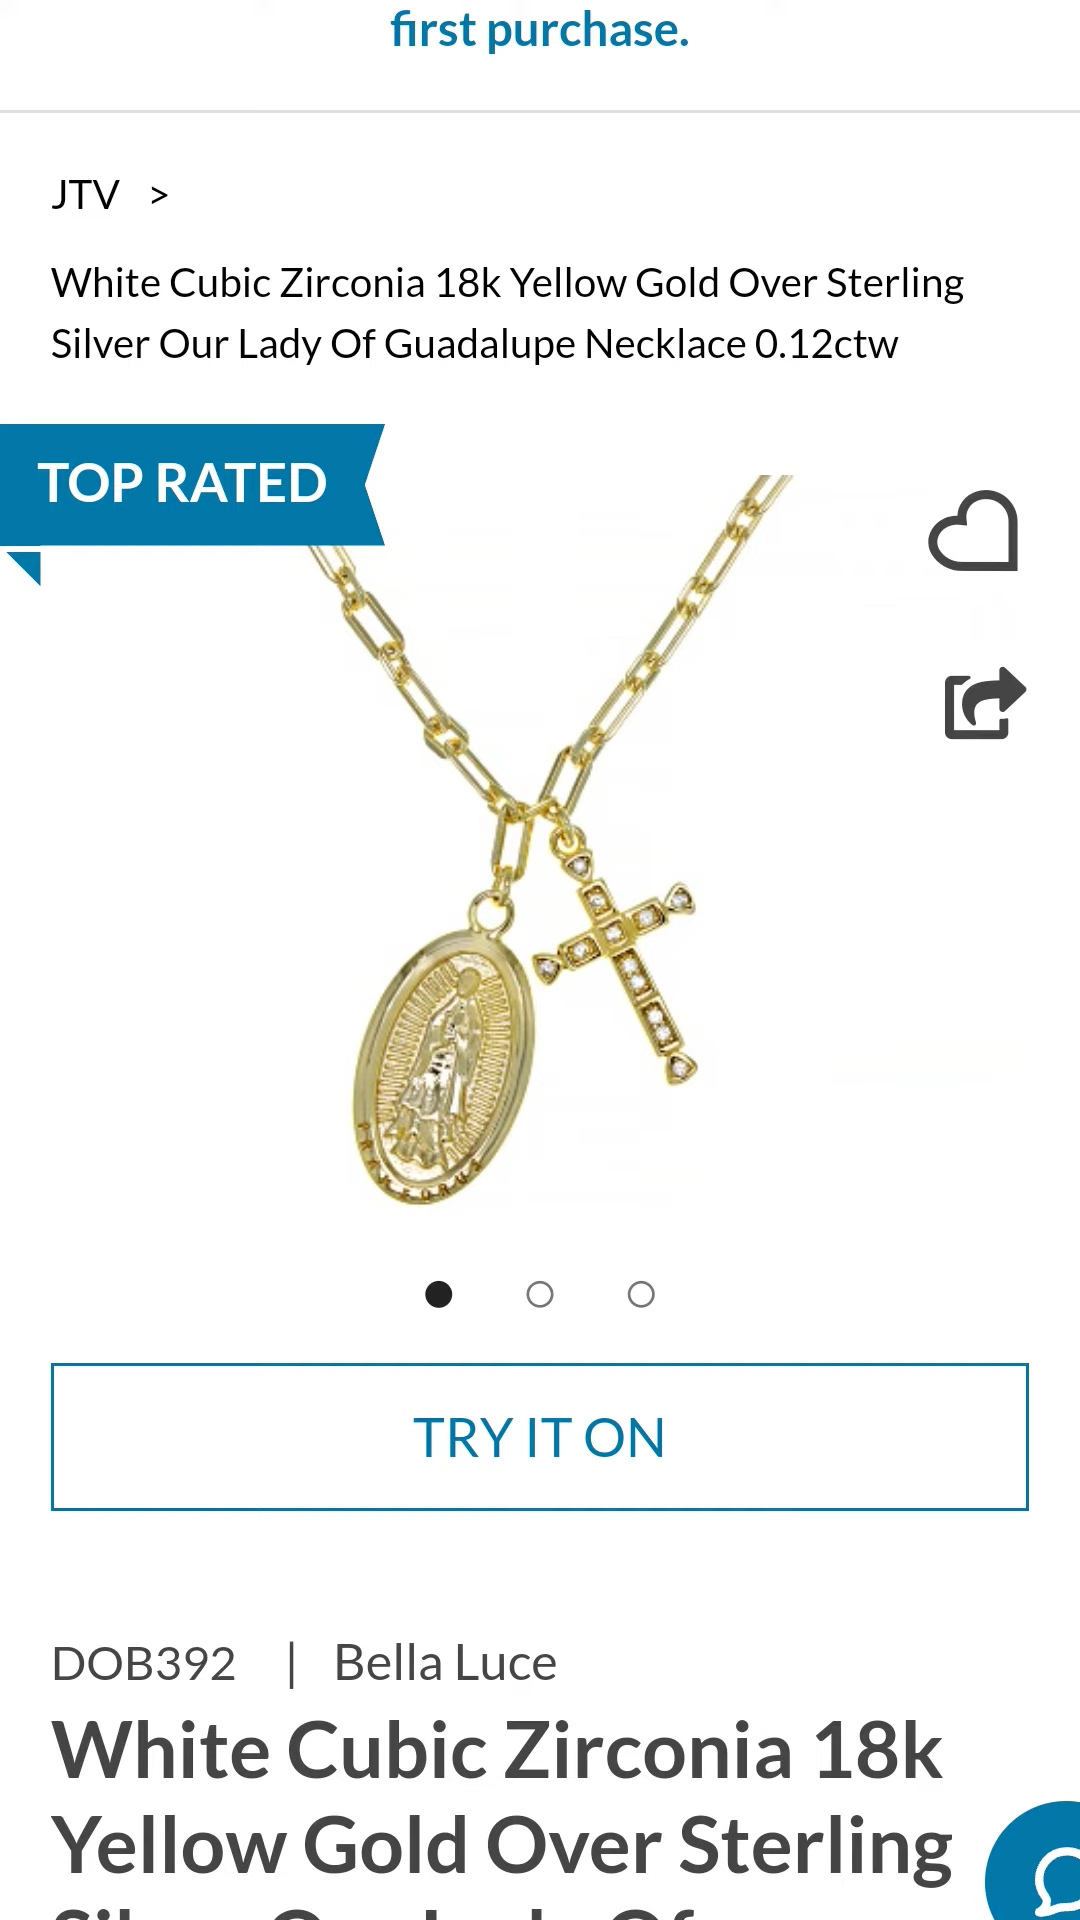 first purchase.
JTV >
White Cubic Zirconia 18k Yellow Gold Over Sterling
Silver Our Lady Of Guadalupe Necklace 0.12ctw
TOP RATED
TRY IT ON
DOB392 | Bella Luce
White Cubic Zirconia 18k
Yellow Gold Over Sterling